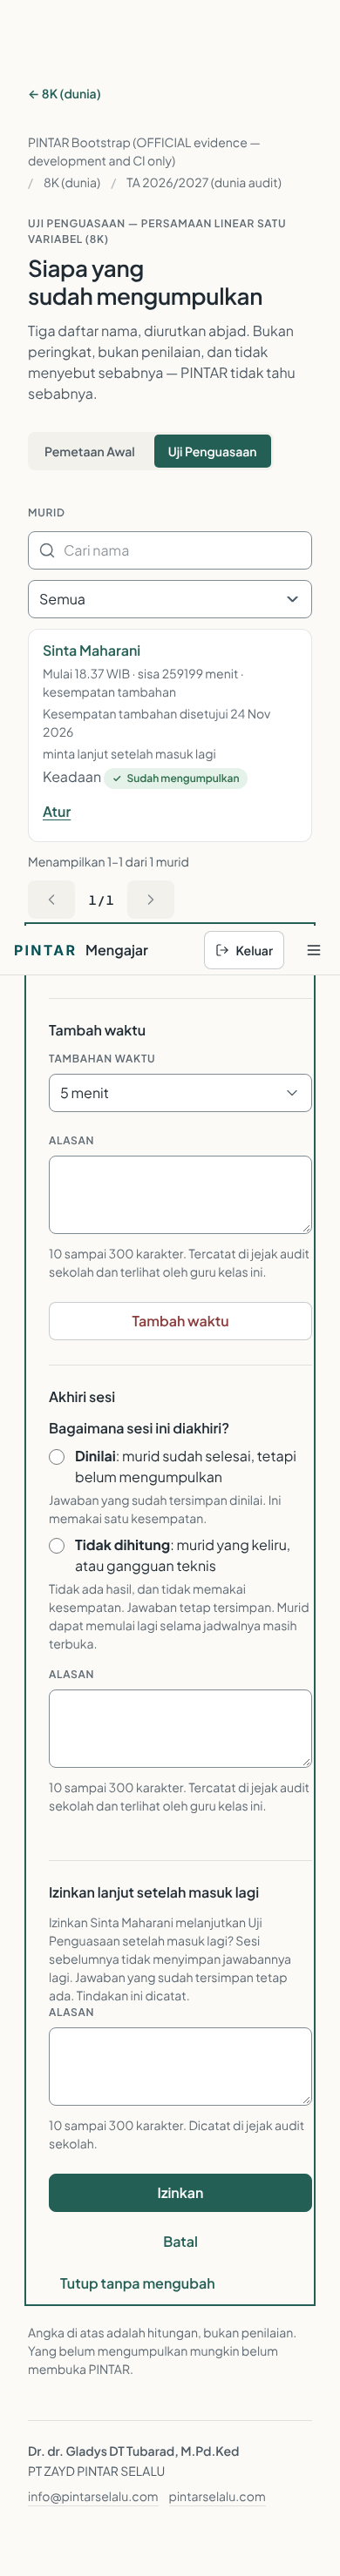 ← 8K (dunia)
PINTAR Bootstrap (OFFICIAL evidence —
development and CI only)
/ 8K (dunia) / TA 2026/2027 (dunia audit)
UJI PENGUASAAN — PERSAMAAN LINEAR SATU
VARIABEL (8K)
Siapa yang
sudah mengumpulkan
Tiga daftar nama, diurutkan abjad. Bukan
peringkat, bukan penilaian, dan tidak
menyebut sebabnya — PINTAR tidak tahu
sebabnya.
Pemetaan Awal Uji Penguasaan
MURID
Cari nama
Semua
Sinta Maharani
Mulai 18.37 WIB · sisa 259199 menit ·
kesempatan tambahan
Kesempatan tambahan disetujui 24 Nov
2026
minta lanjut setelah masuk lagi
Keadaan ✓ Sudah mengumpulkan
Atur
Menampilkan 1–1 dari 1 murid
1/1
PINTAR Mengajar Keluar
Tambah waktu
TAMBAHAN WAKTU
5 menit
ALASAN
10 sampai 300 karakter. Tercatat di jejak audit
sekolah dan terlihat oleh guru kelas ini.
Tambah waktu
Akhiri sesi
Bagaimana sesi ini diakhiri?
Dinilai: murid sudah selesai, tetapi
belum mengumpulkan
Jawaban yang sudah tersimpan dinilai. Ini
memakai satu kesempatan.
Tidak dihitung: murid yang keliru,
atau gangguan teknis
Tidak ada hasil, dan tidak memakai
kesempatan. Jawaban tetap tersimpan. Murid
dapat memulai lagi selama jadwalnya masih
terbuka.
ALASAN
10 sampai 300 karakter. Tercatat di jejak audit
sekolah dan terlihat oleh guru kelas ini.
Izinkan lanjut setelah masuk lagi
Izinkan Sinta Maharani melanjutkan Uji
Penguasaan setelah masuk lagi? Sesi
sebelumnya tidak menyimpan jawabannya
lagi. Jawaban yang sudah tersimpan tetap
ada. Tindakan ini dicatat.
ALASAN
10 sampai 300 karakter. Dicatat di jejak audit
sekolah.
Izinkan
Batal
Tutup tanpa mengubah
Angka di atas adalah hitungan, bukan penilaian.
Yang belum mengumpulkan mungkin belum
membuka PINTAR.
Dr. dr. Gladys DT Tubarad, M.Pd.Ked
PT ZAYD PINTAR SELALU
info@pintarselalu.com pintarselalu.com